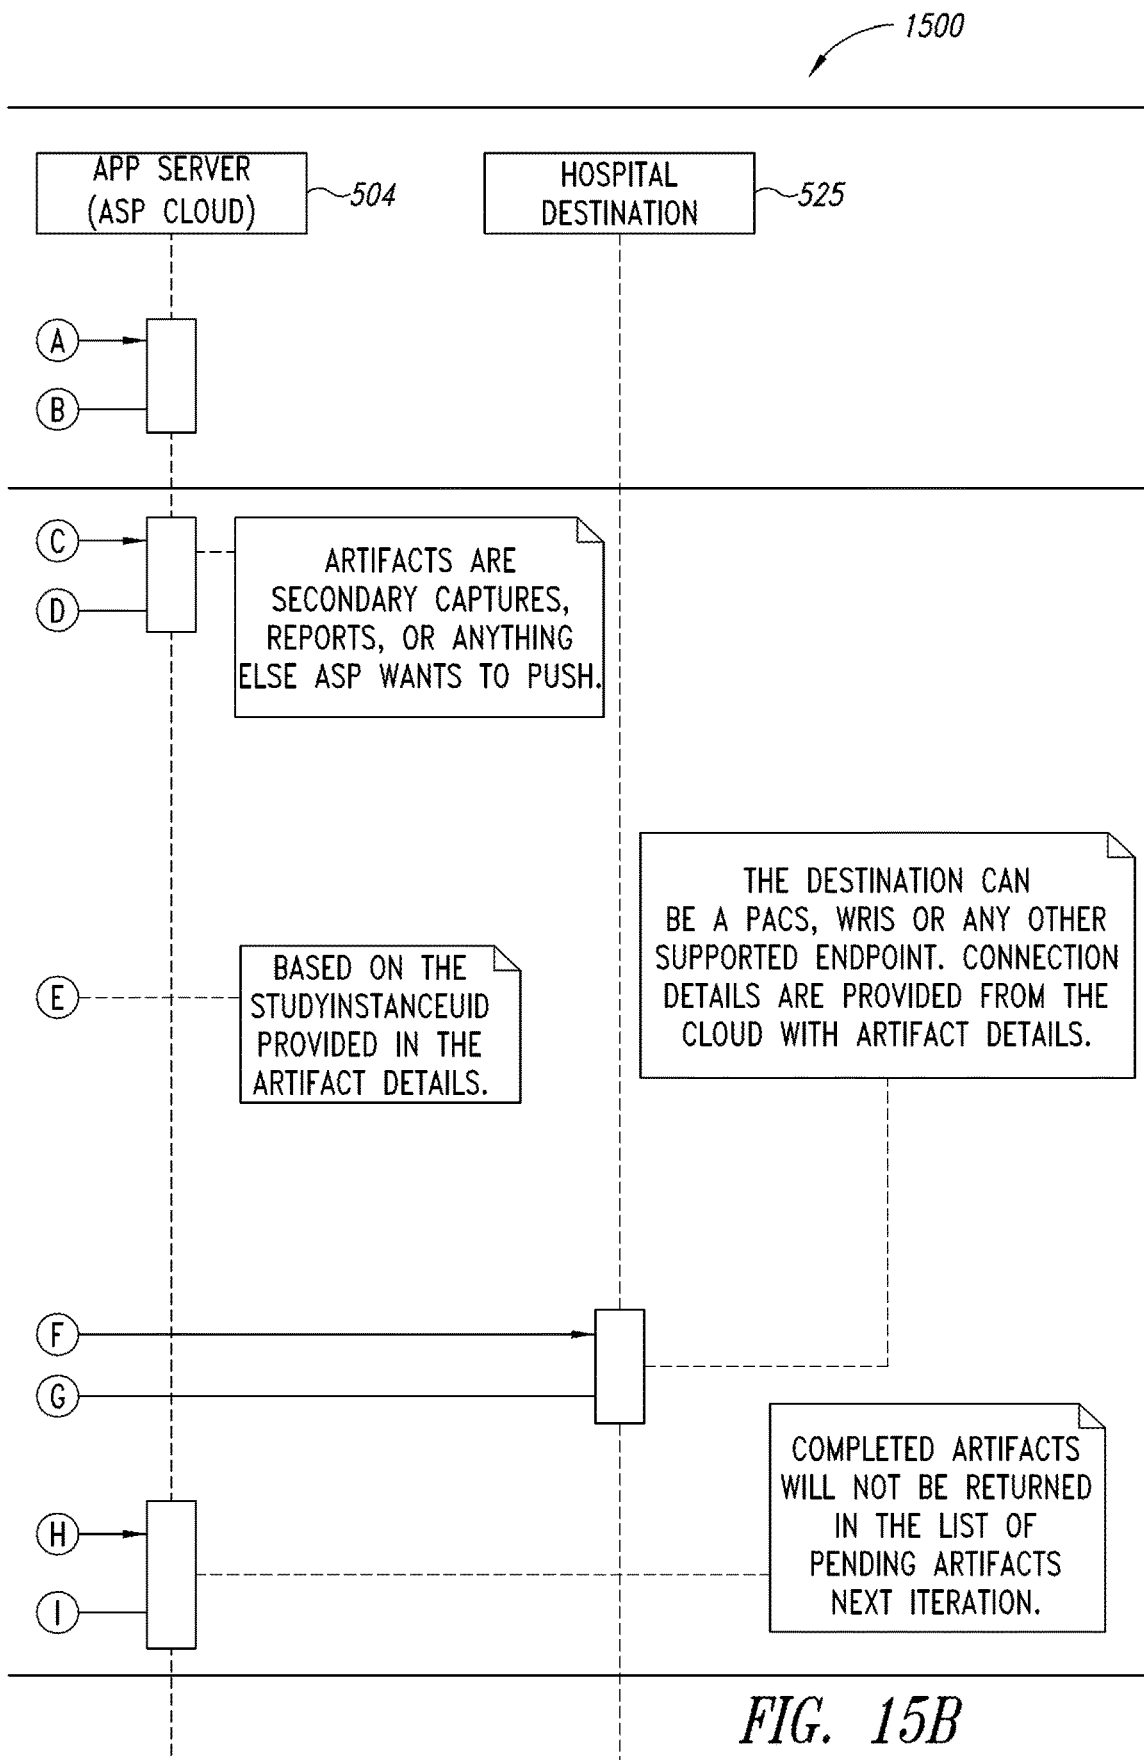 1500
APP SERVER
(ASP CLOUD)
504
HOSPITAL
DESTINATION
525
A
B
C
D
ARTIFACTS ARE
SECONDARY CAPTURES,
REPORTS, OR ANYTHING
ELSE ASP WANTS TO PUSH.
THE DESTINATION CAN
BE A PACS, WRIS OR ANY OTHER
SUPPORTED ENDPOINT. CONNECTION
DETAILS ARE PROVIDED FROM THE
CLOUD WITH ARTIFACT DETAILS.
E
BASED ON THE
STUDYINSTANCEUID
PROVIDED IN THE
ARTIFACT DETAILS.
F
G
COMPLETED ARTIFACTS
WILL NOT BE RETURNED
IN THE LIST OF
PENDING ARTIFACTS
NEXT ITERATION.
H
I
FIG. 15B